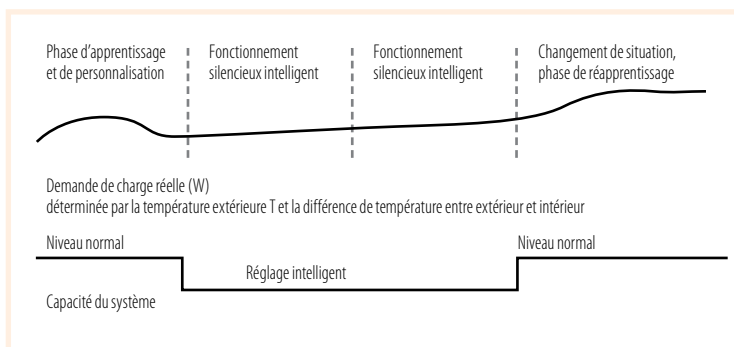 Phase d'apprentissage
et de personnalisation
Fonctionnement
silencieux intelligent
Fonctionnement
silencieux intelligent
Changement de situation,
phase de réapprentissage
Demande de charge réelle (W)
déterminée par la température extérieure T et la différence de température entre extérieur et intérieur
Niveau normal
Niveau normal
Réglage intelligent
Capacité du système